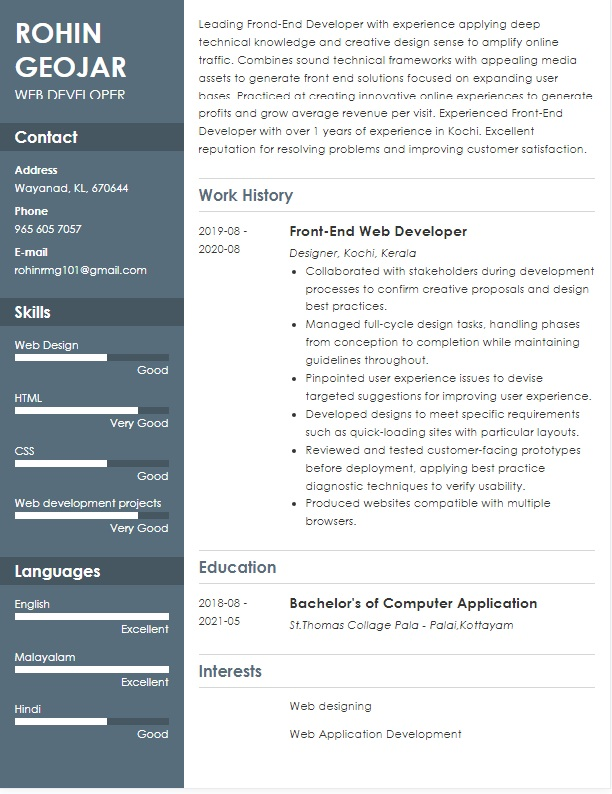 ROHIN
GEOJAR
WEB DEVELOPER
Contact
Address
Wayanad, KL, 670644
Phone
965 605 7057
E-mail
rohinrmg101@gmail.com
Skills
Web Design
Good
HTML
Very Good
CSS
Good
Web development projects
Very Good
Languages
English
Excellent
Malayalam
Excellent
Hindi
Good
Leading Frond-End Developer with experience applying deep
technical knowledge and creative design sense to amplify online
traffic. Combines sound technical frameworks with appealing media
assets to generate front end solutions focused on expanding user
bases. Practiced at creating innovative online experiences to generate
profits and grow average revenue per visit. Experienced Front-End
Developer with over 1 years of experience in Kochi. Excellent
reputation for resolving problems and improving customer satisfaction.
Work History
2019-08 -
2020-08
Front-End Web Developer
Designer, Kochi, Kerala
• Collaborated with stakeholders during development
processes to confirm creative proposals and design
best practices.
• Managed full-cycle design tasks, handling phases
from conception to completion while maintaining
guidelines throughout.
• Pinpointed user experience issues to devise
targeted suggestions for improving user experience.
• Developed designs to meet specific requirements
such as quick-loading sites with particular layouts.
• Reviewed and tested customer-facing prototypes
before deployment, applying best practice
diagnostic techniques to verify usability.
• Produced websites compatible with multiple
browsers.
Education
2018-08 -
2021-05
Bachelor's of Computer Application
St.Thomas Collage Pala - Palai,Kottayam
Interests
Web designing
Web Application Development